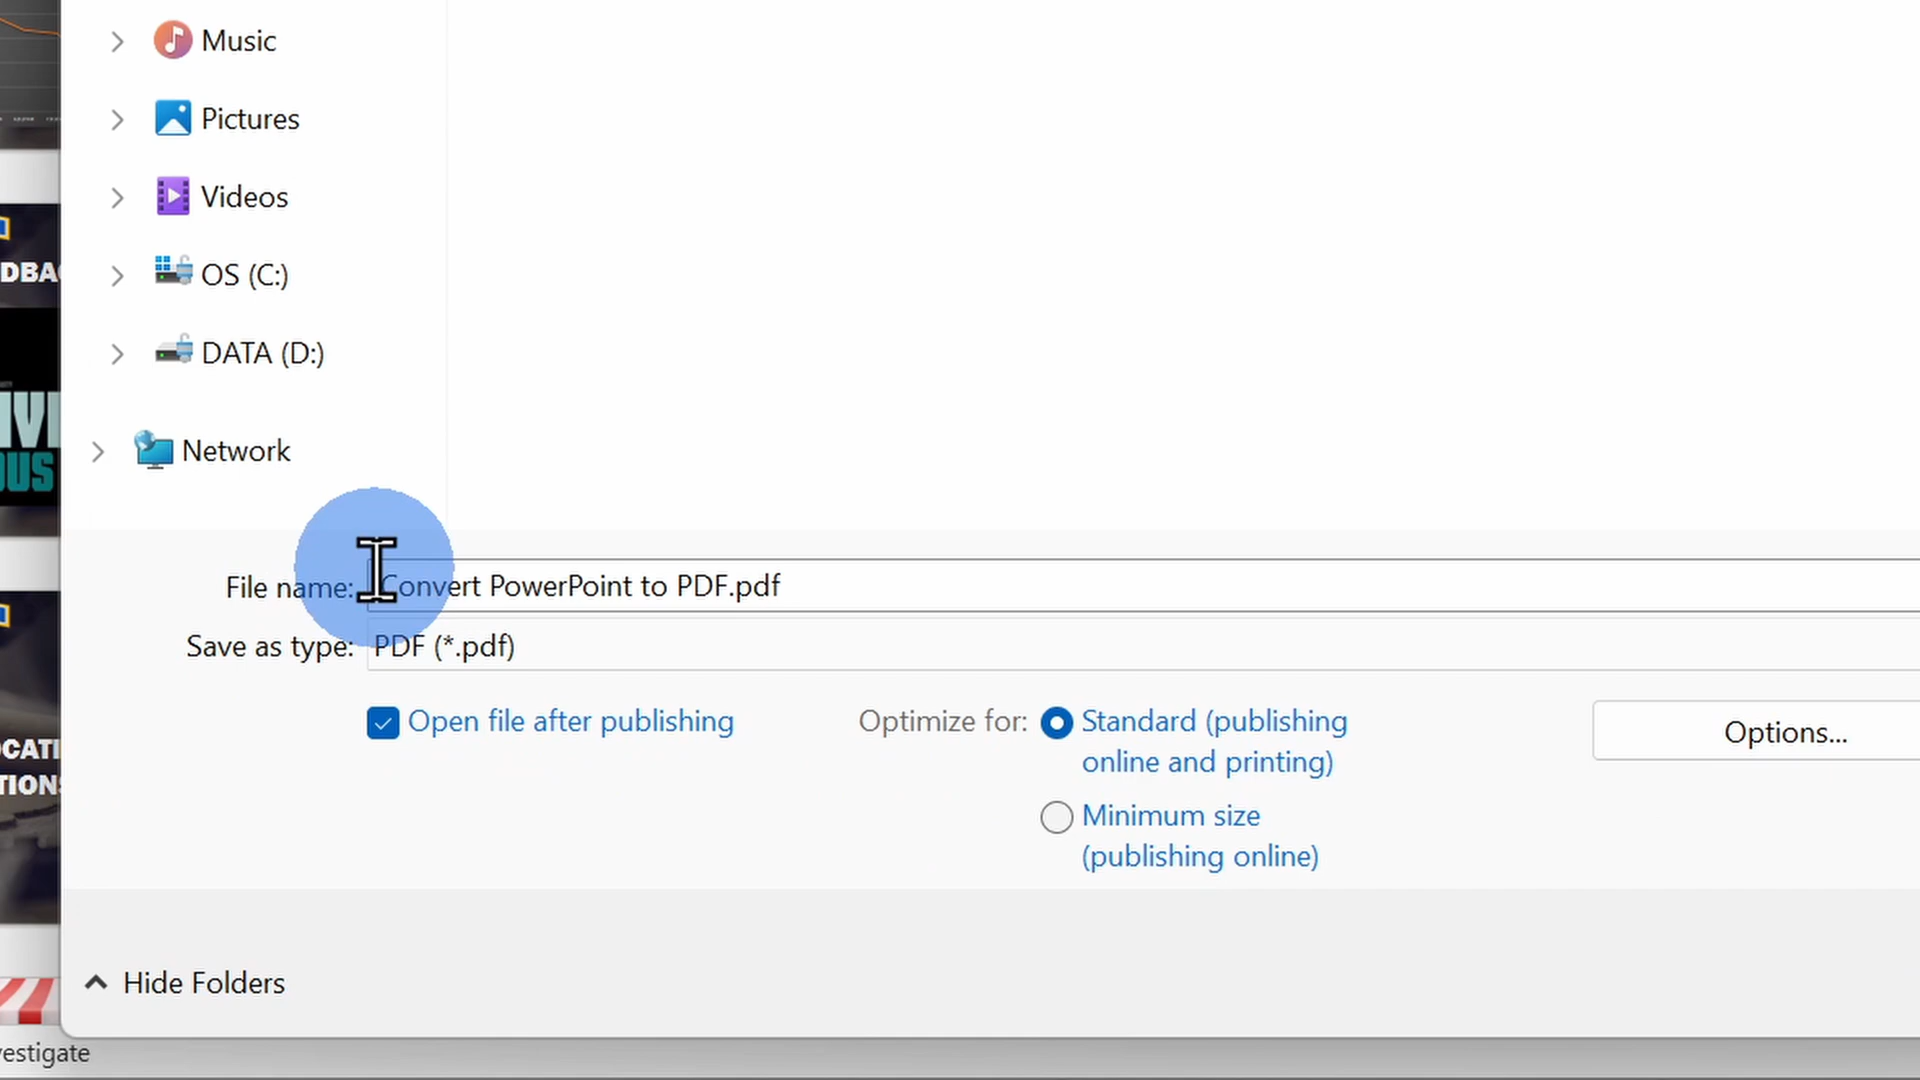 Music
Pictures
Videos
OS (C:)
DATA (D:)
Network
File name: Convert PowerPoint to PDF.pdf
Save as type: PDF (*.pdf)
Open file after publishing
Optimize for: Standard (publishing
online and printing)
Options...
Minimum size
(publishing online)
Hide Folders